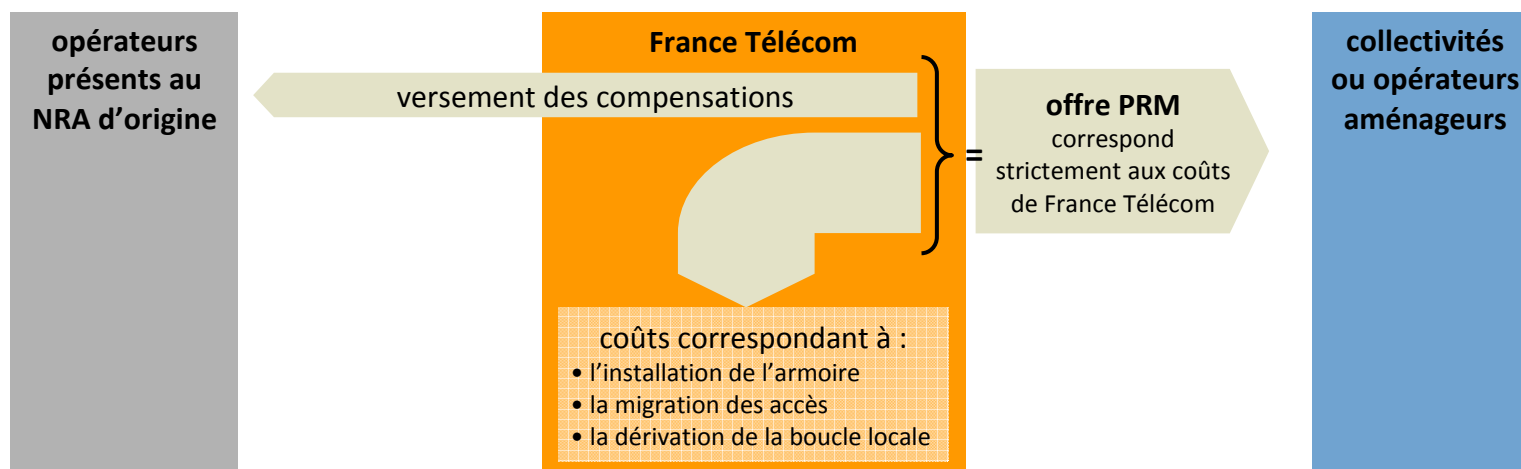 opérateurs
présents au
NRA d’origine
France Télécom
versement des compensations
=
offre PRM
correspond
strictement aux coûts
de France Télécom
collectivités
ou opérateurs
aménageurs
coûts correspondant à :
• l’installation de l’armoire
• la migration des accès
• la dérivation de la boucle locale